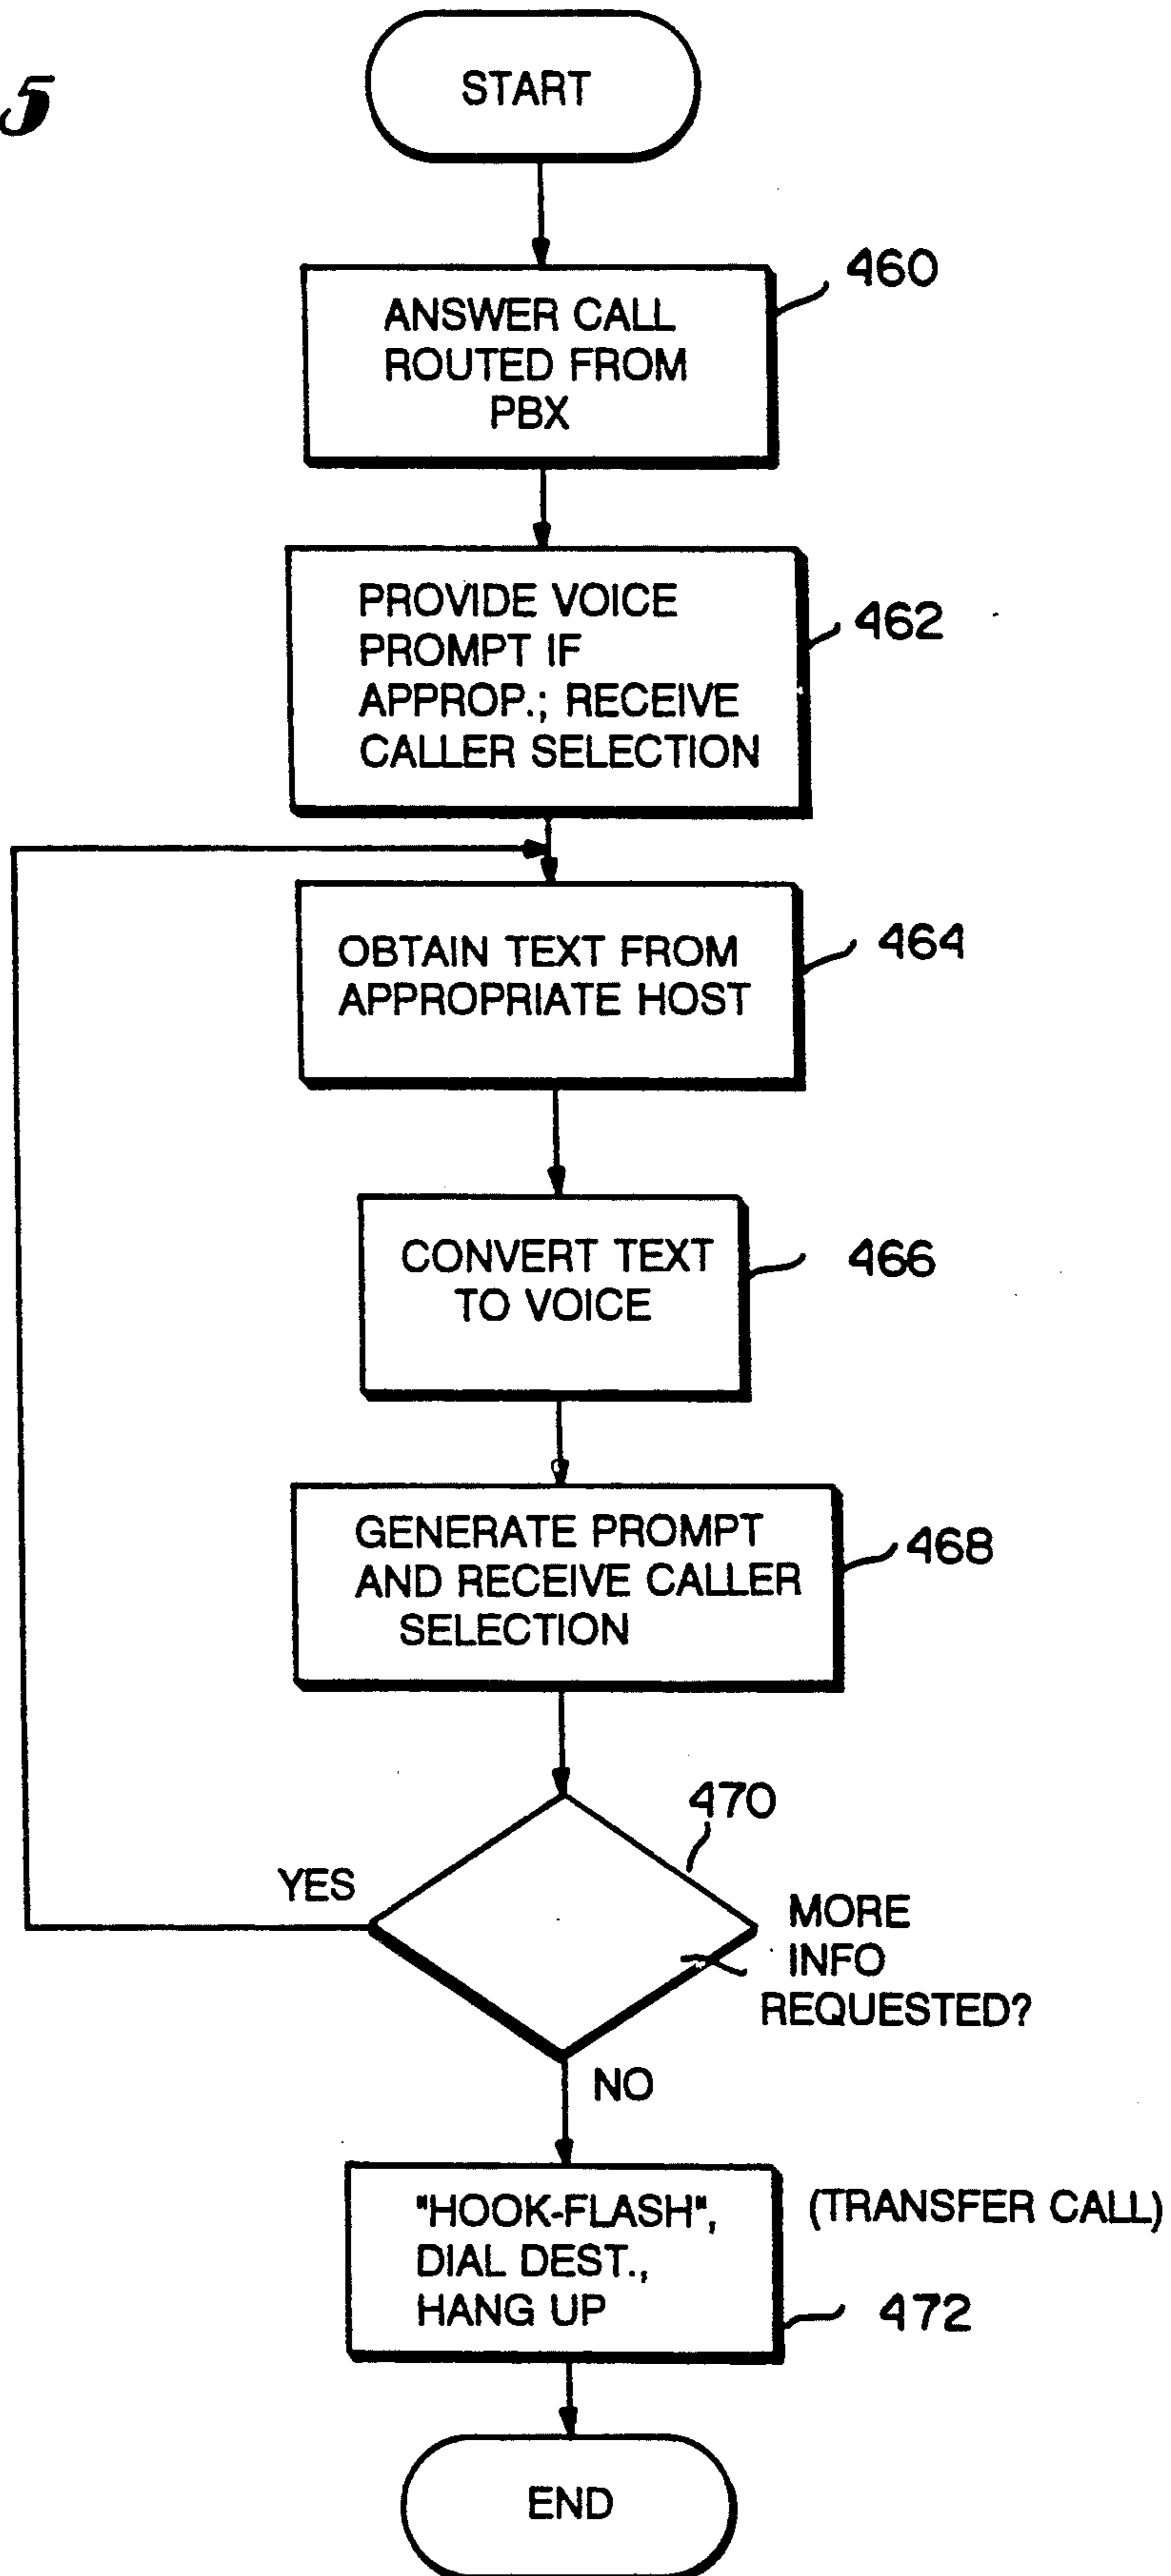 5
START
460
ANSWER CALL
ROUTED FROM
PBX
462
PROVIDE VOICE
PROMPT IF
APPROP.; RECEIVE
CALLER SELECTION
464
OBTAIN TEXT FROM
APPROPRIATE HOST
466
CONVERT TEXT
TO VOICE
468
GENERATE PROMPT
AND RECEIVE CALLER
SELECTION
470
YES
MORE
INFO
REQUESTED?
NO
"HOOK-FLASH",
DIAL DEST.,
HANG UP
(TRANSFER CALL)
472
END